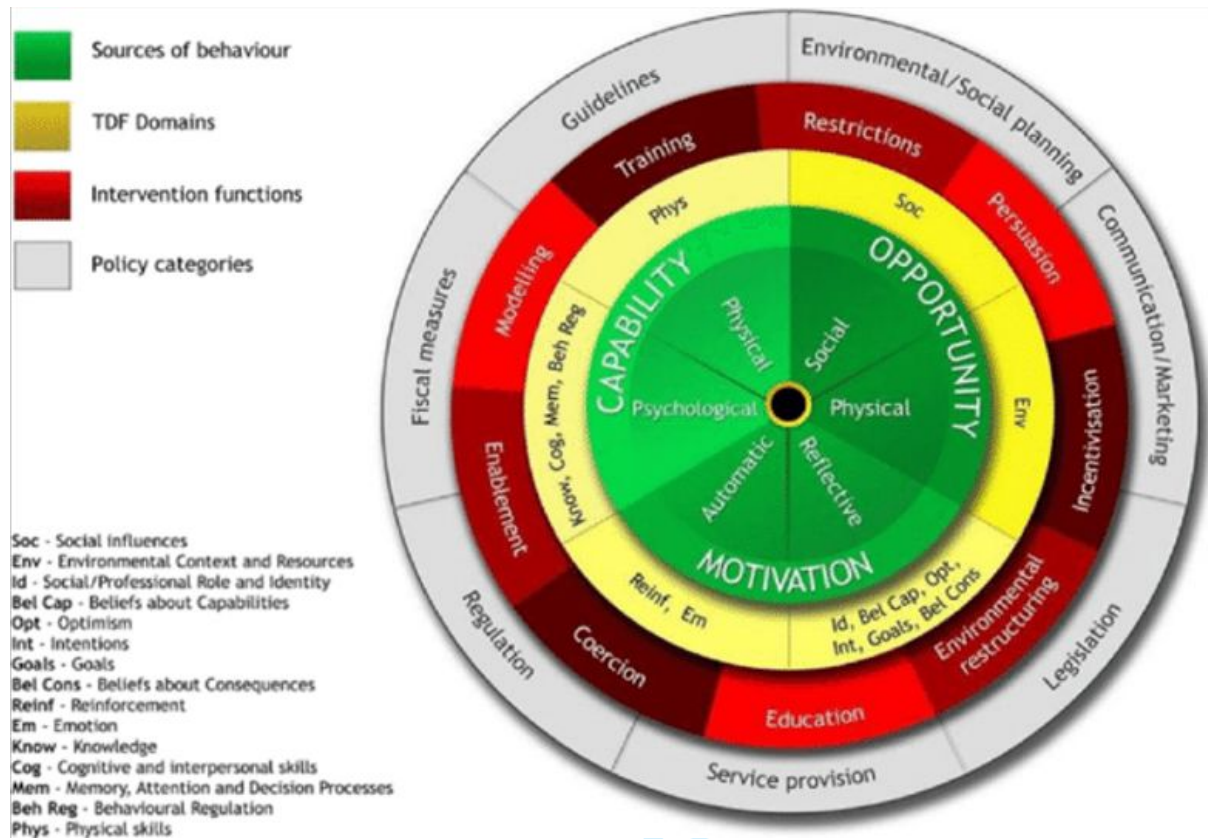 Sources of behaviour
TDF Domains
Intervention functions
Policy categories
Soc - Social influences
Env - Environmental Context and Resources
Id - Social/Professional Role and Identity
Bel Cap - Beliefs about Capabilities
Opt - Optimism
Int - Intentions
Goals - Goals
Bel Cons - Beliefs about Consequences
Reinf - Reinforcement
Em - Emotion
Know - Knowledge
Cog - Cognitive and interpersonal skills
Mem - Memory, Attention and Decision Processes
Beh Reg - Behavioural Regulation
Phys - Physical skills
Guidelines
Environmental/Social planning
Communication/Marketing
Legislation
Service provision
Regulation
Fiscal measures
Training
Restrictions
Persuasion
Incentivisation
Environmental
restructuring
Education
Coercion
Enablement
Modelling
Phys
Soc
Env
Id, Bel Cap, Opt,
Int, Goals, Bel Cons
Reinf, Em
Know, Cog, Mem, Beh Reg
CAPABILITY
OPPORTUNITY
MOTIVATION
Physical
Social
Physical
Reflective
Automatic
Psychological